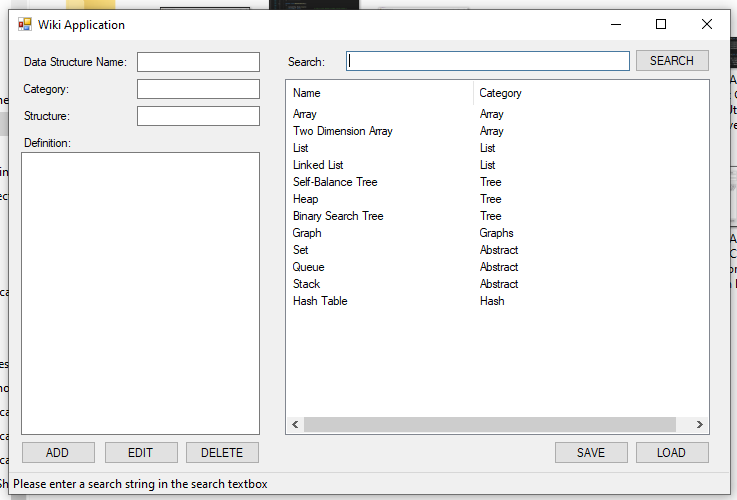 Wiki Application
Data Structure Name:
Category:
Structure:
Definition:
Search:
SEARCH
Name Category
Array Array
Two Dimension Array Array
List List
Linked List List
Self-Balance Tree Tree
Heap Tree
Binary Search Tree Tree
Graph Graphs
Set Abstract
Queue Abstract
Stack Abstract
Hash Table Hash
ADD EDIT DELETE
SAVE LOAD
Please enter a search string in the search textbox